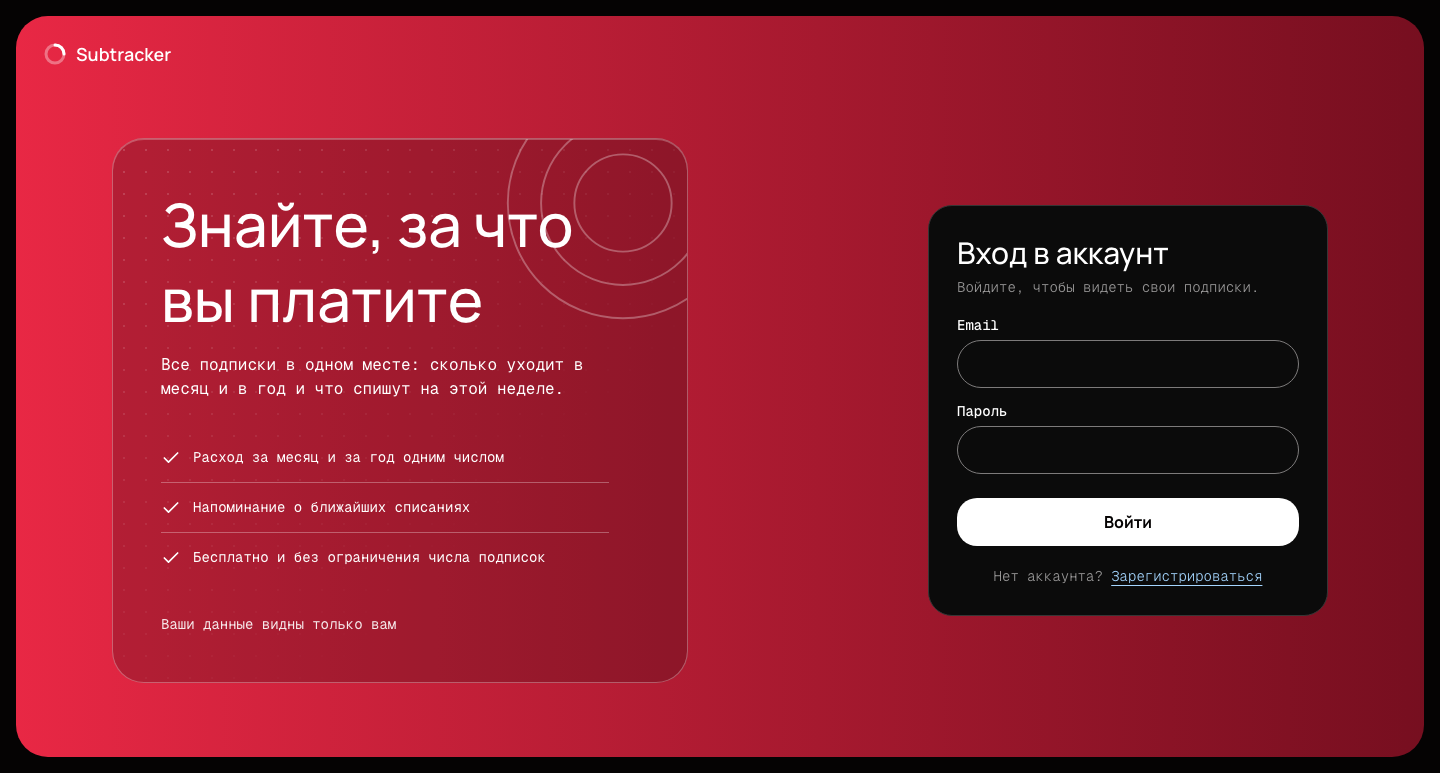 Subtracker
Знайте, за что
вы платите
Все подписки в одном месте: сколько уходит в
месяц и в год и что спишут на этой неделе.
Расход за месяц и за год одним числом
Напоминание о ближайших списаниях
Бесплатно и без ограничения числа подписок
Ваши данные видны только вам
Вход в аккаунт
Войдите, чтобы видеть свои подписки.
Email
Пароль
Войти
Нет аккаунта? Зарегистрироваться